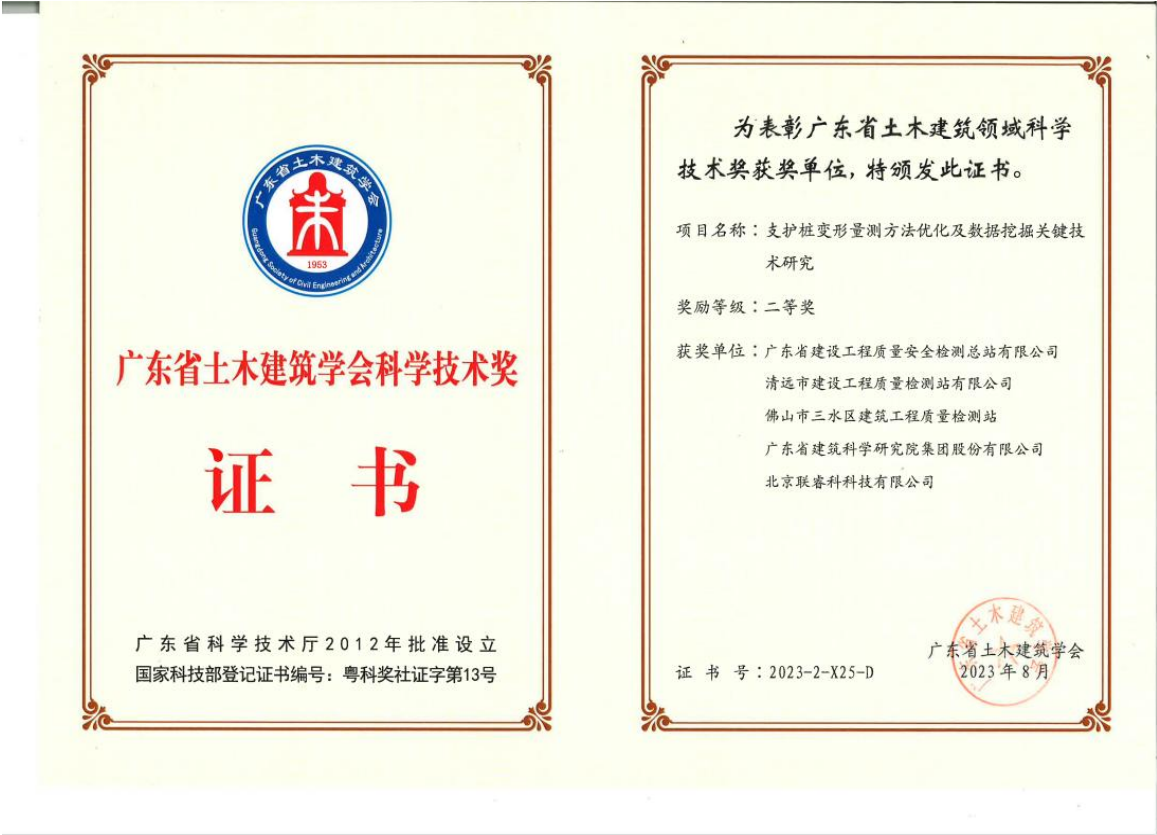 广东省土木建筑学会
1953
Guangdong Society of Civil Engineering and Architecture
广东省土木建筑学会科学技术奖
证 书
广东省科学技术厅2012年批准设立
国家科技部登记证书编号：粤科奖社证字第13号
为表彰广东省土木建筑领域科学
技术奖获奖单位，特颁发此证书。
项目名称：支护桩变形量测方法优化及数据挖掘关键技
术研究
奖励等级：二等奖
获奖单位：广东省建设工程质量安全检测总站有限公司
清远市建设工程质量检测站有限公司
佛山市三水区建筑工程质量检测站
广东省建筑科学研究院集团股份有限公司
北京联睿科科技有限公司
广东省土木建筑学会
证 书 号：2023-2-X25-D
2023年8月
广东省土木建筑学会